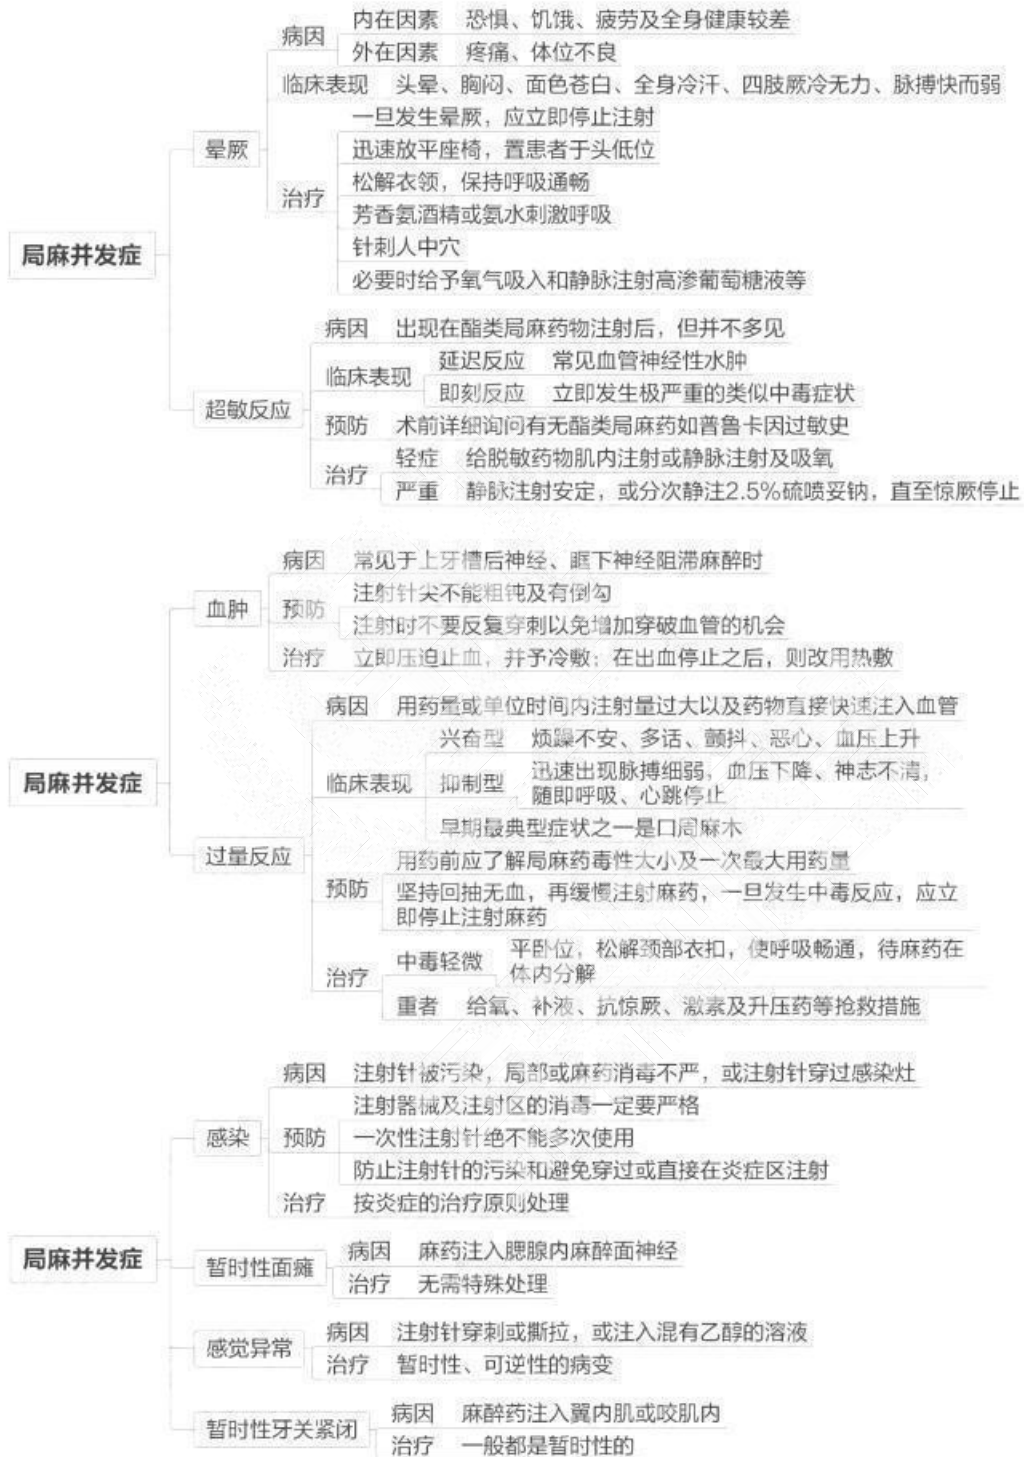 局麻并发症
晕厥
病因
内在因素 恐惧、饥饿、疲劳及全身健康较差
外在因素 疼痛、体位不良
临床表现 头晕、胸闷、面色苍白、全身冷汗、四肢厥冷无力、脉搏快而弱
治疗
一旦发生晕厥，应立即停止注射
迅速放平座椅，置患者于头低位
松解衣领，保持呼吸通畅
芳香氨酒精或氨水刺激呼吸
针刺人中穴
必要时给予氧气吸入和静脉注射高渗葡萄糖液等
超敏反应
病因 出现在酯类局麻药物注射后，但并不多见
临床表现
延迟反应 常见血管神经性水肿
即刻反应 立即发生极严重的类似中毒症状
预防 术前详细询问有无酯类局麻药如普鲁卡因过敏史
治疗
轻症 给脱敏药物肌内注射或静脉注射及吸氧
严重 静脉注射安定，或分次静注2.5%硫喷妥钠，直至惊厥停止
局麻并发症
血肿
病因 常见于上牙槽后神经、眶下神经阻滞麻醉时
预防
注射针尖不能粗钝及有倒勾
注射时不要反复穿刺以免增加穿破血管的机会
治疗 立即压迫止血，并予冷敷；在出血停止之后，则改用热敷
过量反应
病因 用药量或单位时间内注射量过大以及药物直接快速注入血管
临床表现
兴奋型 烦躁不安、多话、颤抖、恶心、血压上升
抑制型
迅速出现脉搏细弱，血压下降、神志不清，
随即呼吸、心跳停止
早期最典型症状之一是口周麻木
预防
用药前应了解局麻药毒性大小及一次最大用药量
坚持回抽无血，再缓慢注射麻药，一旦发生中毒反应，应立
即停止注射麻药
治疗
中毒轻微
平卧位，松解颈部衣扣，使呼吸畅通，待麻药在
体内分解
重者 给氧、补液、抗惊厥、激素及升压药等抢救措施
局麻并发症
感染
病因 注射针被污染，局部或麻药消毒不严，或注射针穿过感染灶
预防
注射器械及注射区的消毒一定要严格
一次性注射针绝不能多次使用
防止注射针的污染和避免穿过或直接在炎症区注射
治疗 按炎症的治疗原则处理
暂时性面瘫
病因 麻药注入腮腺内麻醉面神经
治疗 无需特殊处理
感觉异常
病因 注射针穿刺或撕拉，或注入混有乙醇的溶液
治疗 暂时性、可逆性的病变
暂时性牙关紧闭
病因 麻醉药注入翼内肌或咬肌内
治疗 一般都是暂时性的